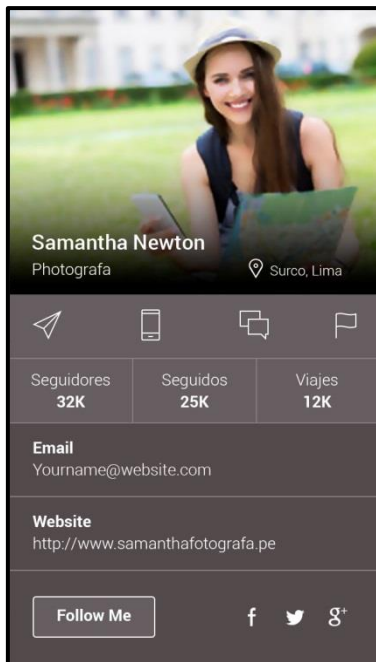 Samantha Newton
Photografa
Surco, Lima
Seguidores
32K
Seguidos
25K
Viajes
12K
Email
Yourname@website.com
Website
http://www.samanthafotografa.pe
Follow Me
f
g+